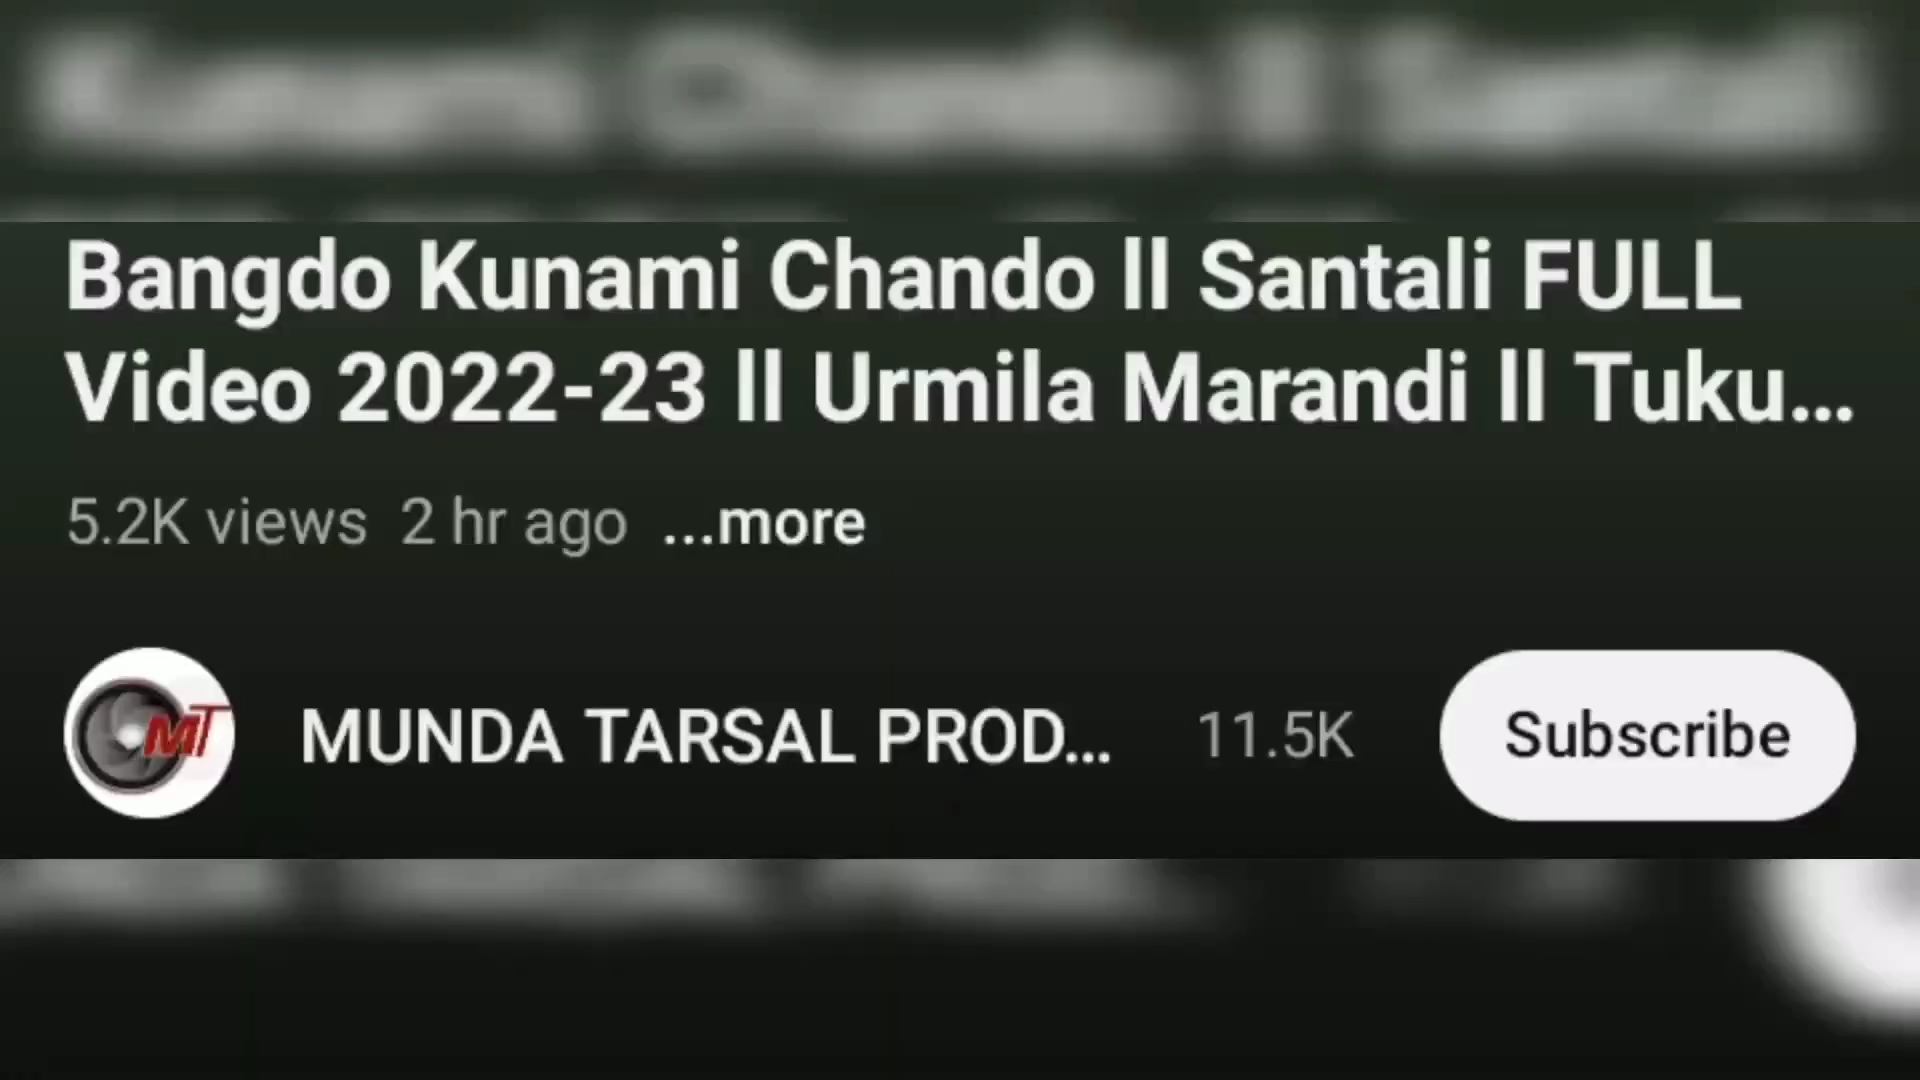 Bangdo Kunami Chando ll Santali FULL
Video 2022-23 ll Urmila Marandi ll Tuku...
5.2K views 2 hr ago ...more
MT
MUNDA TARSAL PROD... 11.5K Subscribe